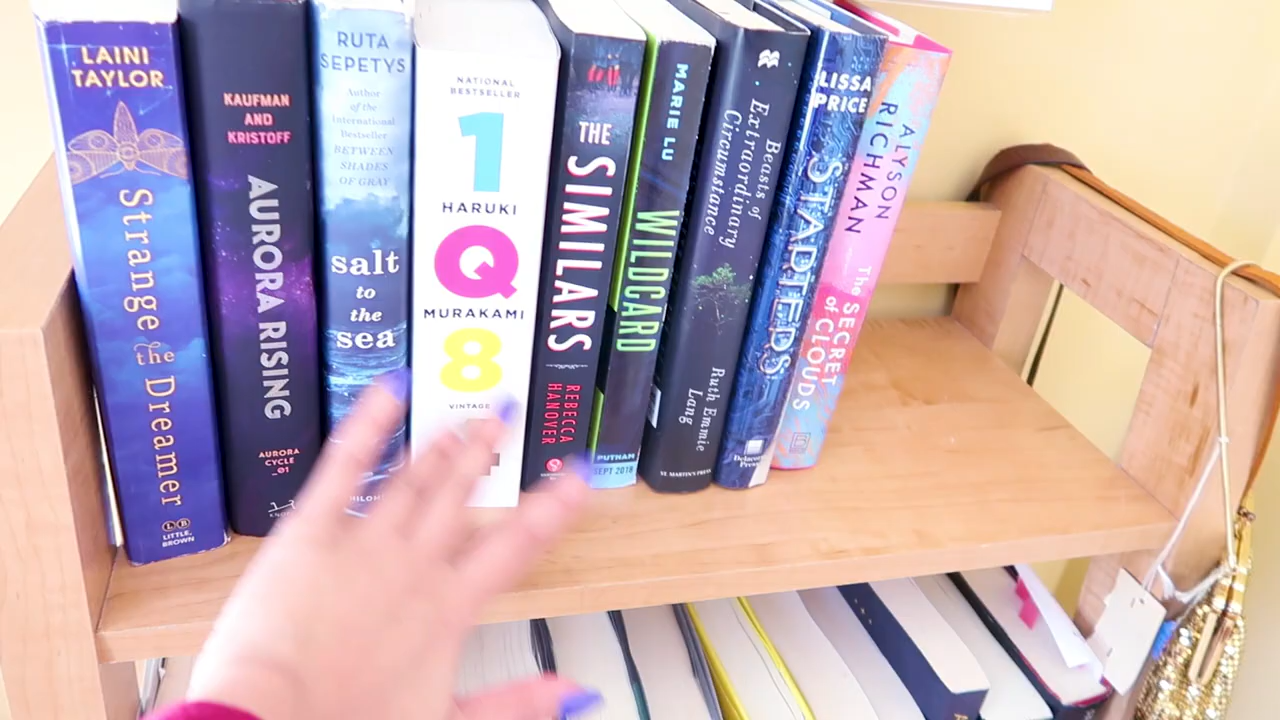 LAINI
TAYLOR
Strange the Dreamer
LITTLE,
BROWN
KAUFMAN
AND
KRISTOFF
AURORA RISING
AURORA
CYCLE
01
RUTA
SEPETYS
Author
of the
International
Bestseller
BETWEEN
SHADES
OF GRAY
salt
to
the
sea
NATIONAL
BESTSELLER
1
HARUKI
Q
MURAKAMI
8
VINTAGE
THE
SIMILARS
REBECCA
HANOVER
MARIE LU
WILDCARD
PUTNAM
SEPT 2018
Beasts of
Extraordinary
Circumstance
Ruth Emmie
Lang
ST. MARTIN'S PRESS
LISSA
PRICE
STARTERS
Delacorte
Press
ALYSON
RICHMAN
The SECRET
of CLOUDS